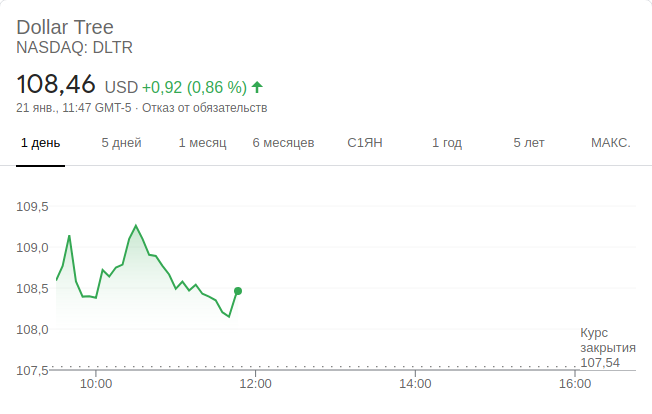 Dollar Tree
NASDAQ: DLTR
108,46 USD +0,92 (0,86 %)
21 янв., 11:47 GMT-5 · Отказ от обязательств
1 день 5 дней 1 месяц 6 месяцев С1ЯН 1 год 5 лет МАКС.
109,5
109,0
108,5
108,0
Курс
закрытия
107,54
107,5
10:00 12:00 14:00 16:00